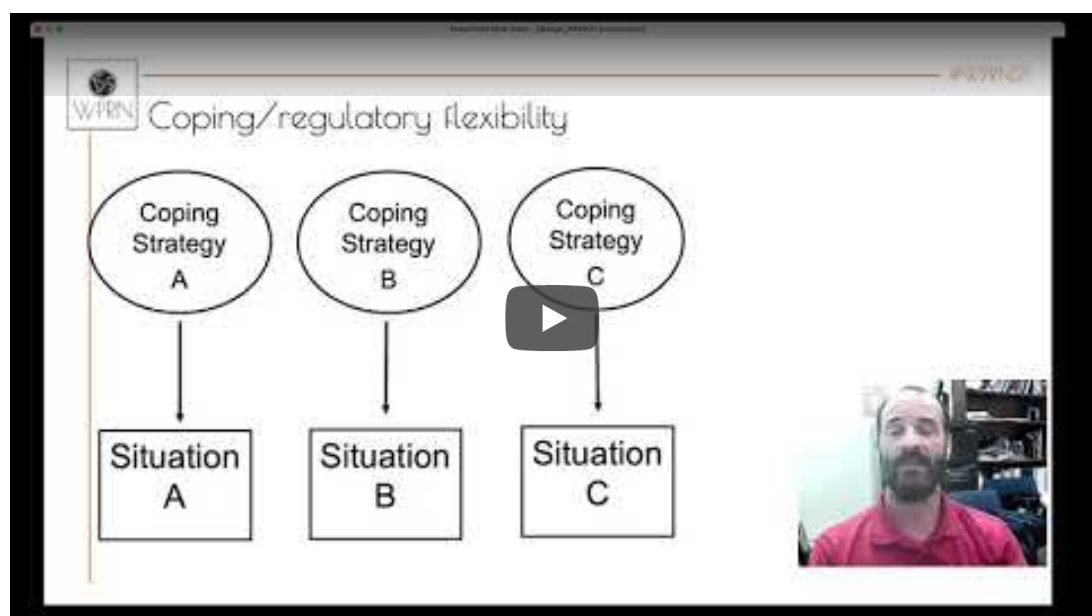 WPRN
Coping/regulatory flexibility
Coping
Strategy
A
Coping
Strategy
B
Coping
Strategy
C
Situation
A
Situation
B
Situation
C